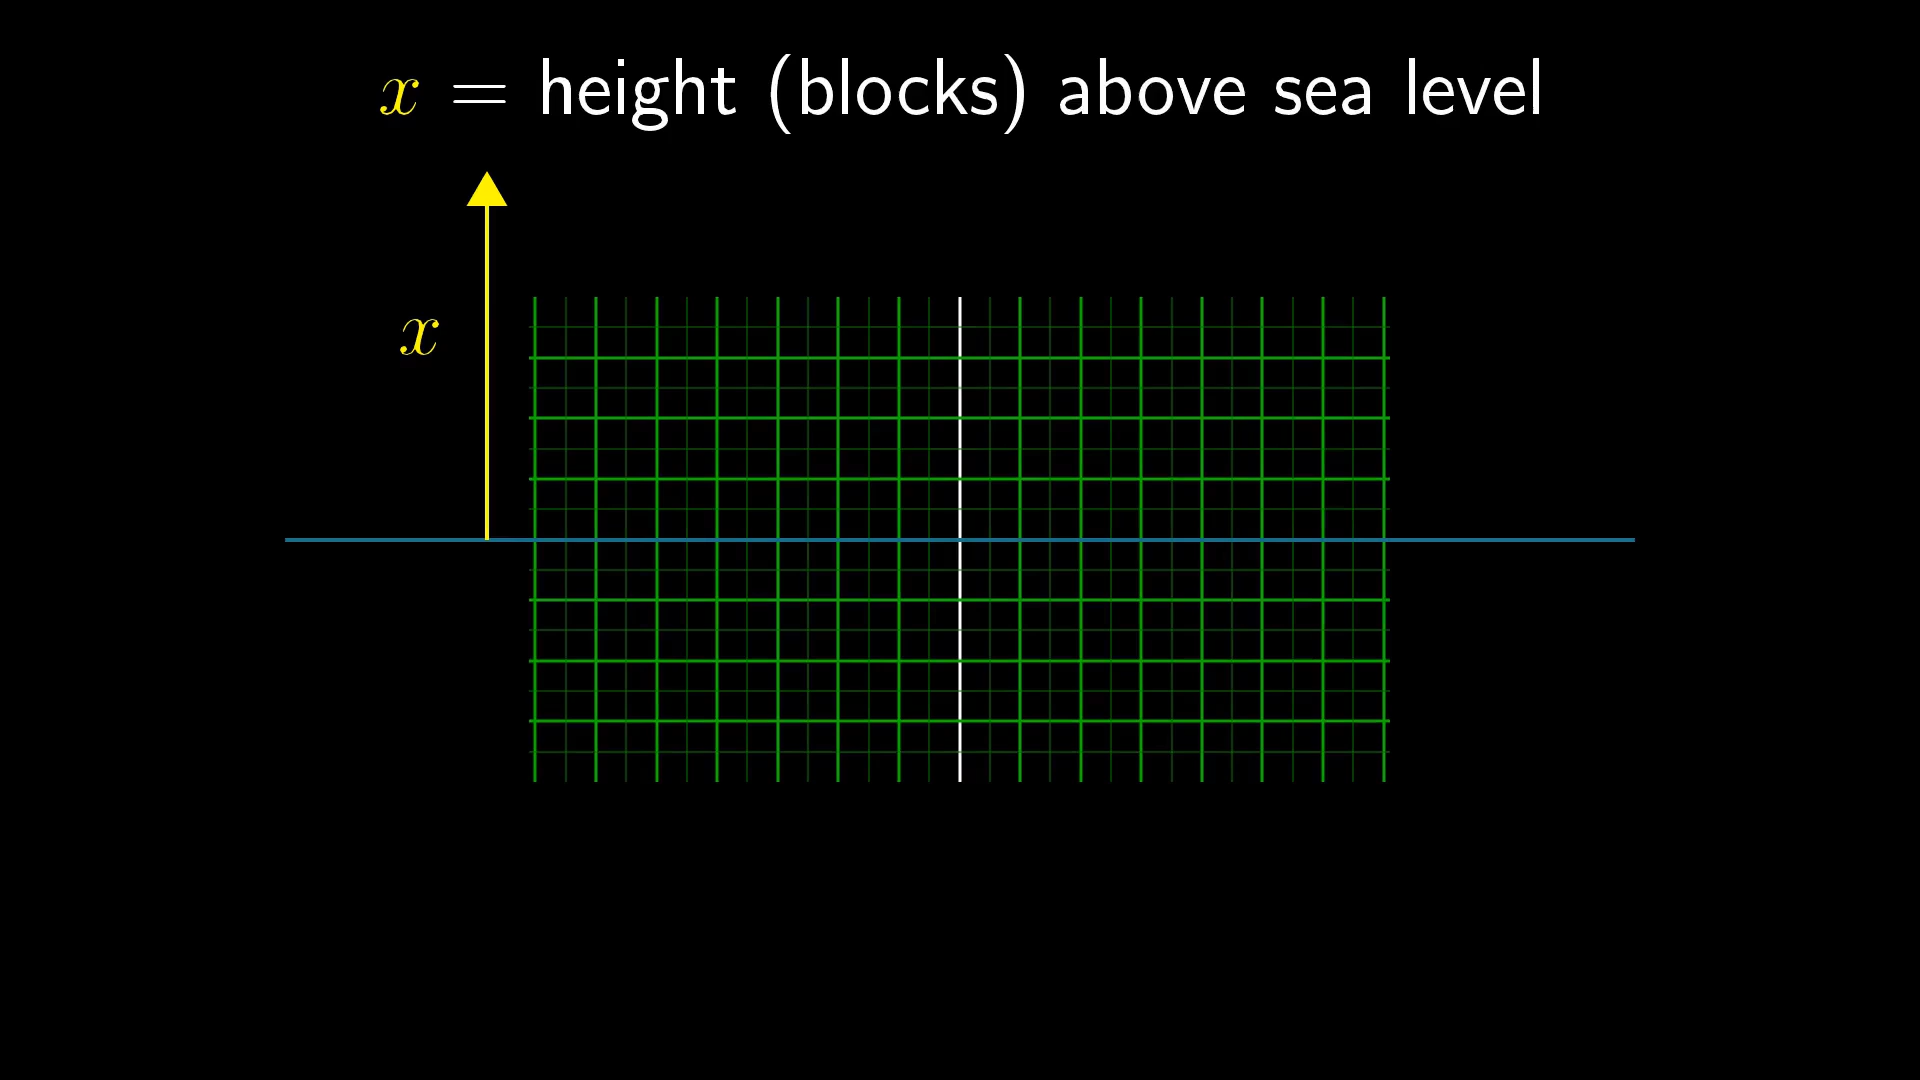 x = height (blocks) above sea level
x